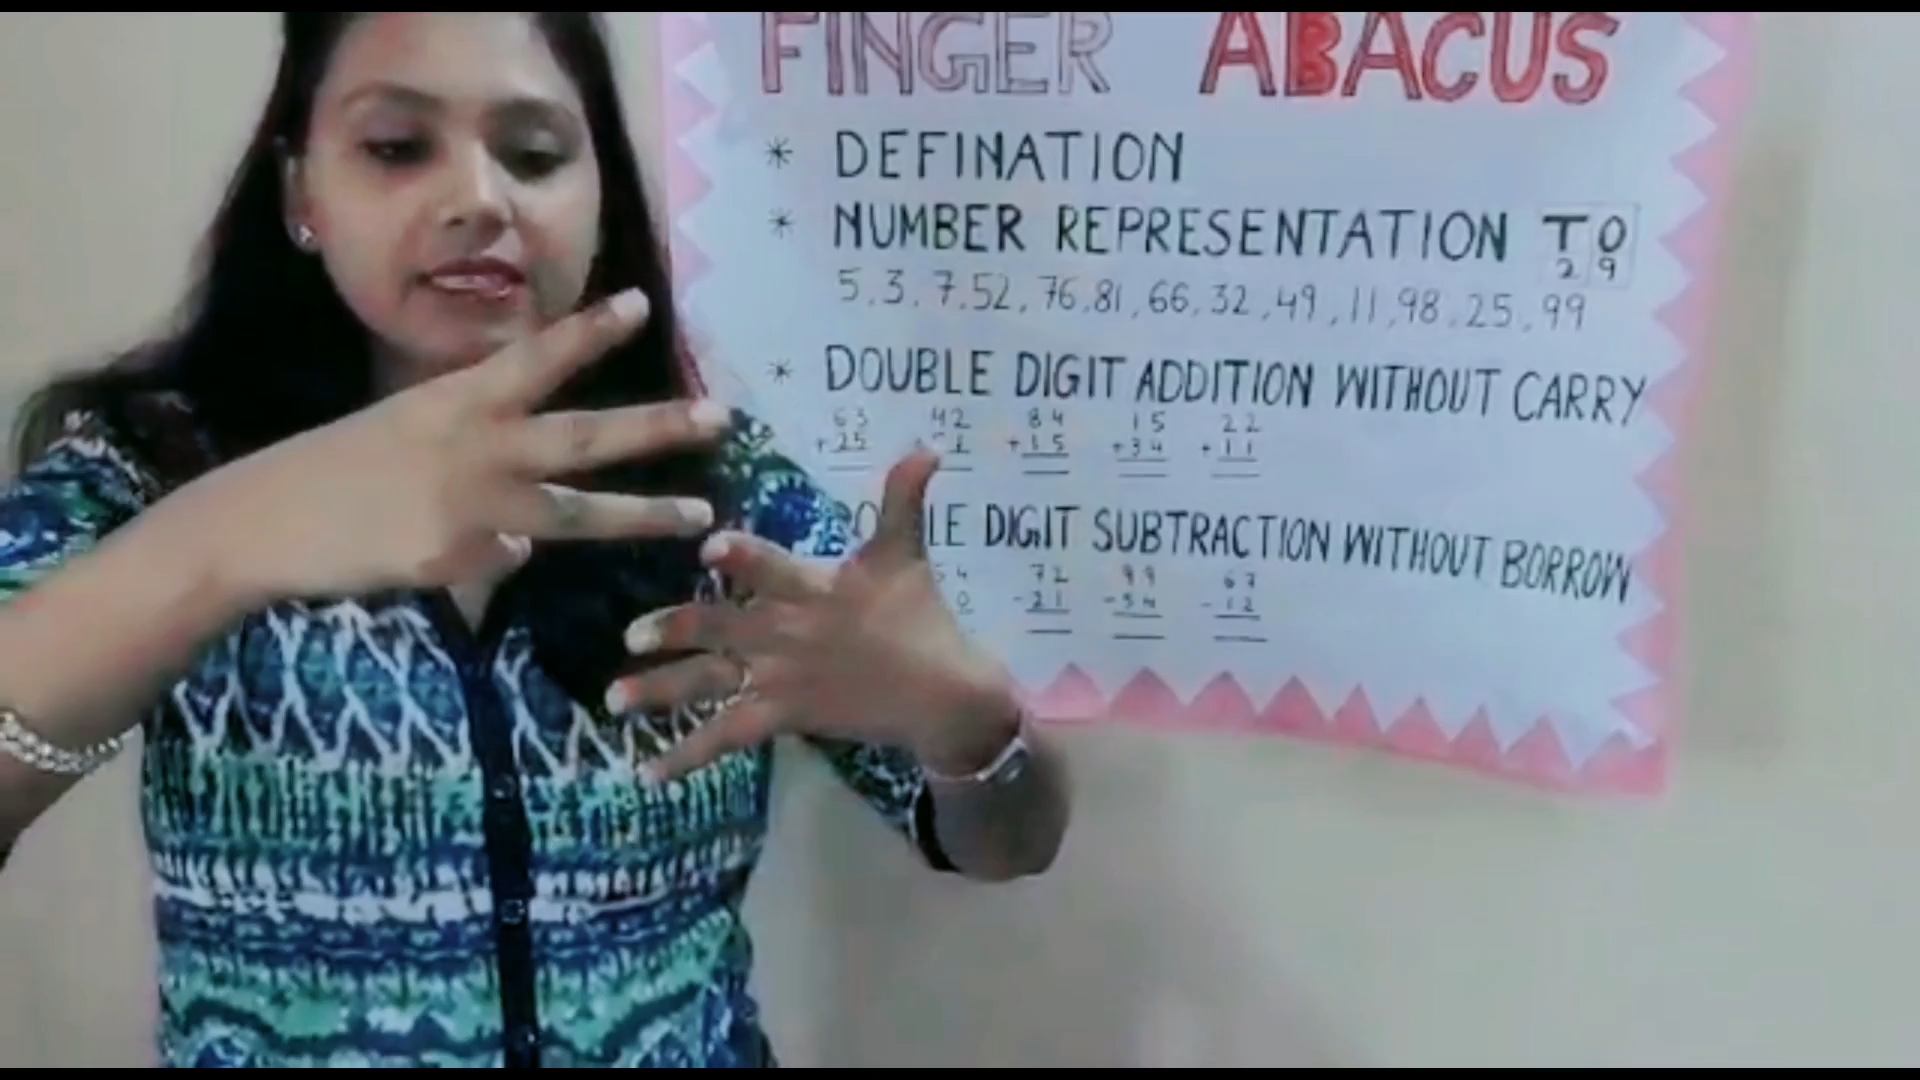 FINGER ABACUS
* DEFINATION
* NUMBER REPRESENTATION T O
2 9
5, 3, 7, 52, 76, 81, 66, 32, 49, 11, 98, 25, 99
* DOUBLE DIGIT ADDITION WITHOUT CARRY
63 42 84 15 22
+25 +15 +34 +11
DIGIT SUBTRACTION WITHOUT BORROW
72 99 67
-21 -54 -12